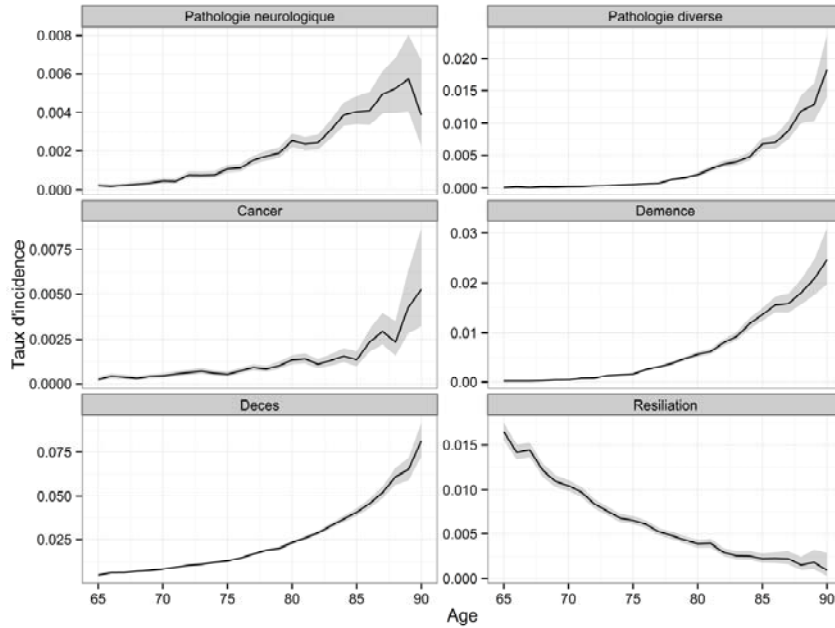 Pathologie neurologique
Pathologie diverse
0.008
0.006
0.004
0.002
0.000
0.020
0.015
0.010
0.005
0.000
Cancer
Demence
0.0075
0.0050
0.0025
0.0000
0.03
0.02
0.01
0.00
Taux d'incidence
Deces
Resiliation
0.075
0.050
0.025
0.015
0.010
0.005
0.000
65 70 75 80 85 90
65 70 75 80 85 90
Age